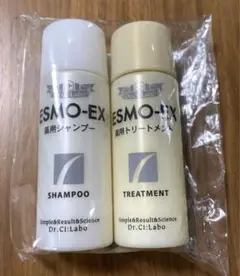 ESMO-EX
薬用シャンプー
SHAMPOO
Simple&Result&Science
Dr.Ci:Labo
ESMO-EX
薬用トリートメント
TREATMENT
Simple&Result&Science
Dr.Ci:Labo